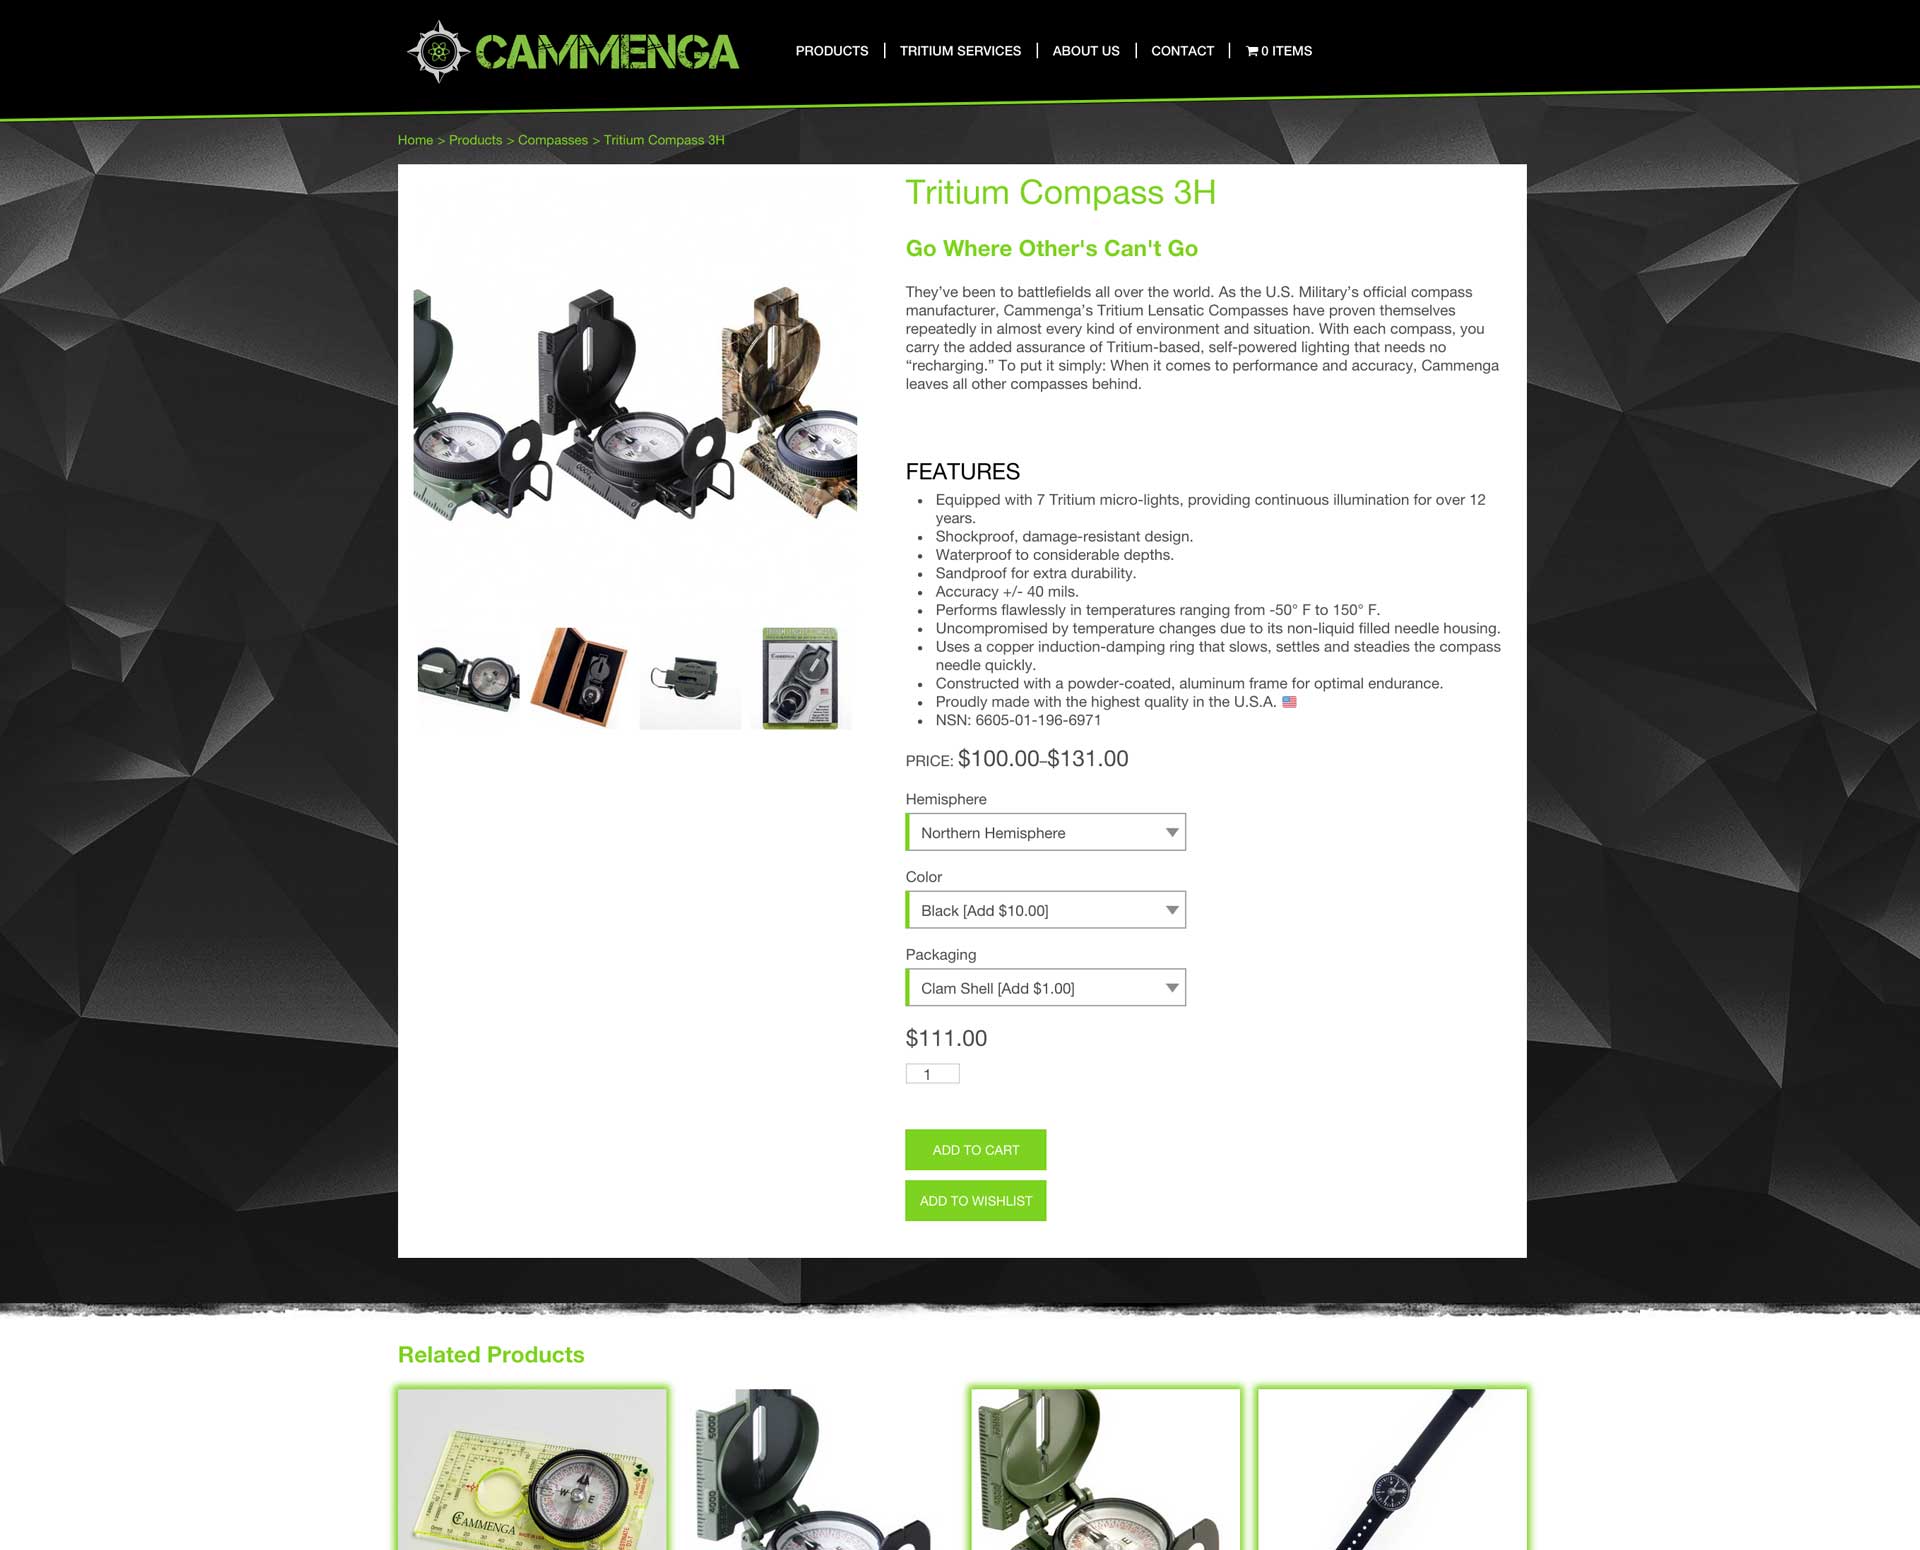 CAMMENGA
PRODUCTS
TRITIUM SERVICES
ABOUT US
CONTACT
0 ITEMS
Home > Products > Compasses > Tritium Compass 3H
Tritium Compass 3H
Go Where Other's Can't Go
They’ve been to battlefields all over the world. As the U.S. Military’s official compass
manufacturer, Cammenga’s Tritium Lensatic Compasses have proven themselves
repeatedly in almost every kind of environment and situation. With each compass, you
carry the added assurance of Tritium-based, self-powered lighting that needs no
“recharging.” To put it simply: When it comes to performance and accuracy, Cammenga
leaves all other compasses behind.
FEATURES
Equipped with 7 Tritium micro-lights, providing continuous illumination for over 12
years.
Shockproof, damage-resistant design.
Waterproof to considerable depths.
Sandproof for extra durability.
Accuracy +/- 40 mils.
Performs flawlessly in temperatures ranging from -50° F to 150° F.
Uncompromised by temperature changes due to its non-liquid filled needle housing.
Uses a copper induction-damping ring that slows, settles and steadies the compass
needle quickly.
Constructed with a powder-coated, aluminum frame for optimal endurance.
Proudly made with the highest quality in the U.S.A.
NSN: 6605-01-196-6971
PRICE: $100.00–$131.00
Hemisphere
Northern Hemisphere
Color
Black [Add $10.00]
Packaging
Clam Shell [Add $1.00]
$111.00
1
ADD TO CART
ADD TO WISHLIST
Related Products
CAMMENGA
W E